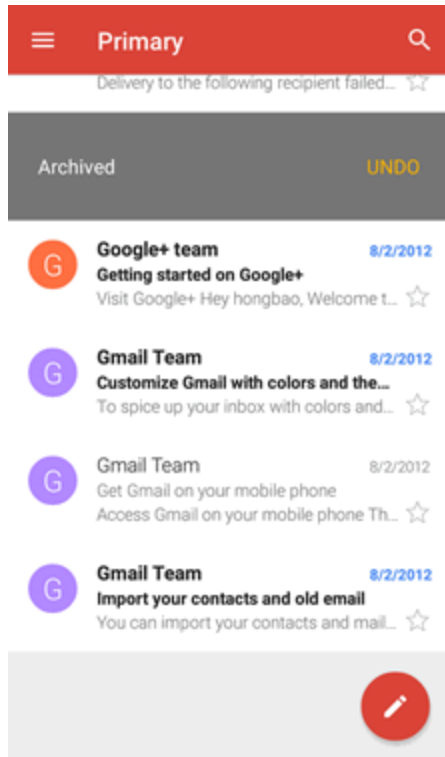 Primary
Delivery to the following recipient failed...
Archived UNDO
G Google+ team 8/2/2012
Getting started on Google+
Visit Google+ Hey hongbao, Welcome t...
G Gmail Team 8/2/2012
Customize Gmail with colors and the...
To spice up your inbox with colors and...
G Gmail Team 8/2/2012
Get Gmail on your mobile phone
Access Gmail on your mobile phone Th...
G Gmail Team 8/2/2012
Import your contacts and old email
You can import your contacts and mail...